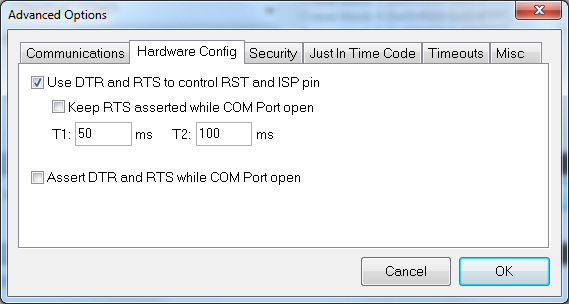 Advanced Options
Communications Hardware Config Security Just In Time Code Timeouts Misc
Use DTR and RTS to control RST and ISP pin
Keep RTS asserted while COM Port open
T1: 50 ms T2: 100 ms
Assert DTR and RTS while COM Port open
Cancel OK